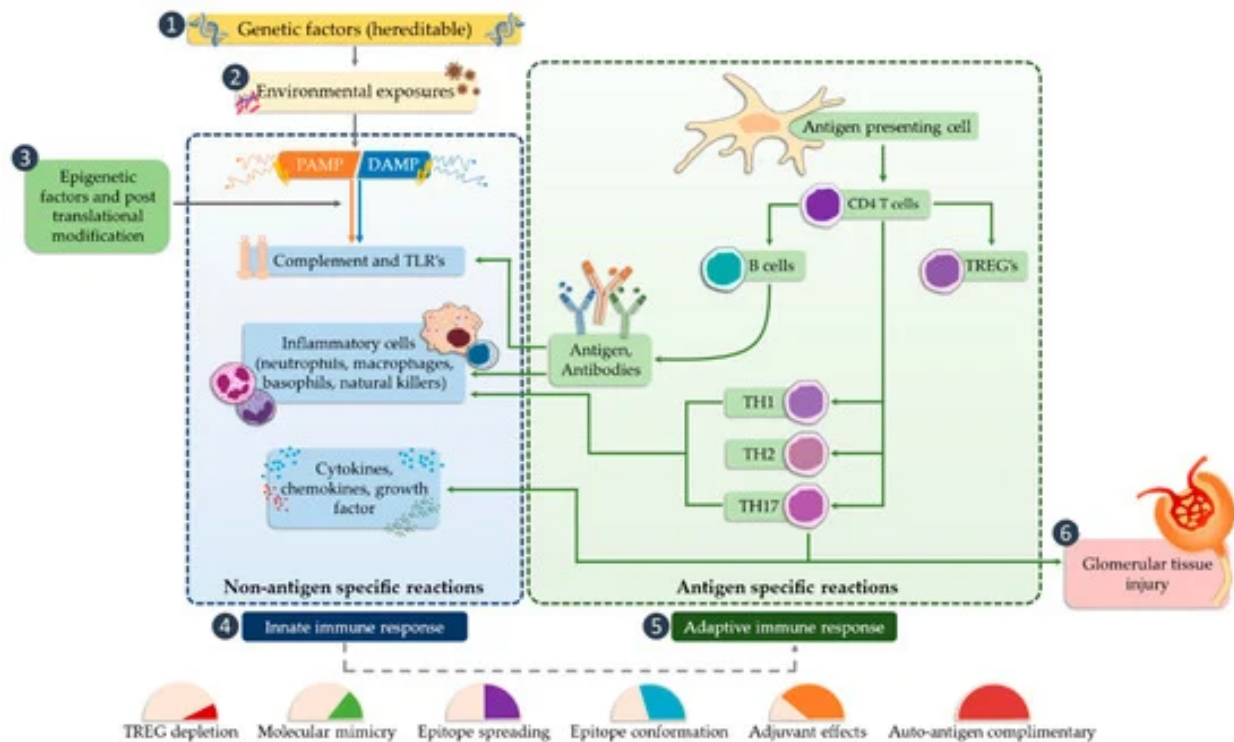 1
Genetic factors (hereditable)
2
Environmental exposures
3
Epigenetic
factors and post
translational
modification
PAMP
DAMP
Complement and TLR's
Inflammatory cells
(neutrophils, macrophages,
basophils, natural killers)
Cytokines,
chemokines, growth
factor
Non-antigen specific reactions
Antigen presenting cell
CD4 T cells
B cells
TREG's
Antigen,
Antibodies
TH1
TH2
TH17
Antigen specific reactions
4
Innate immune response
5
Adaptive immune response
6
Glomerular tissue
injury
TREG depletion
Molecular mimicry
Epitope spreading
Epitope conformation
Adjuvant effects
Auto-antigen complimentary